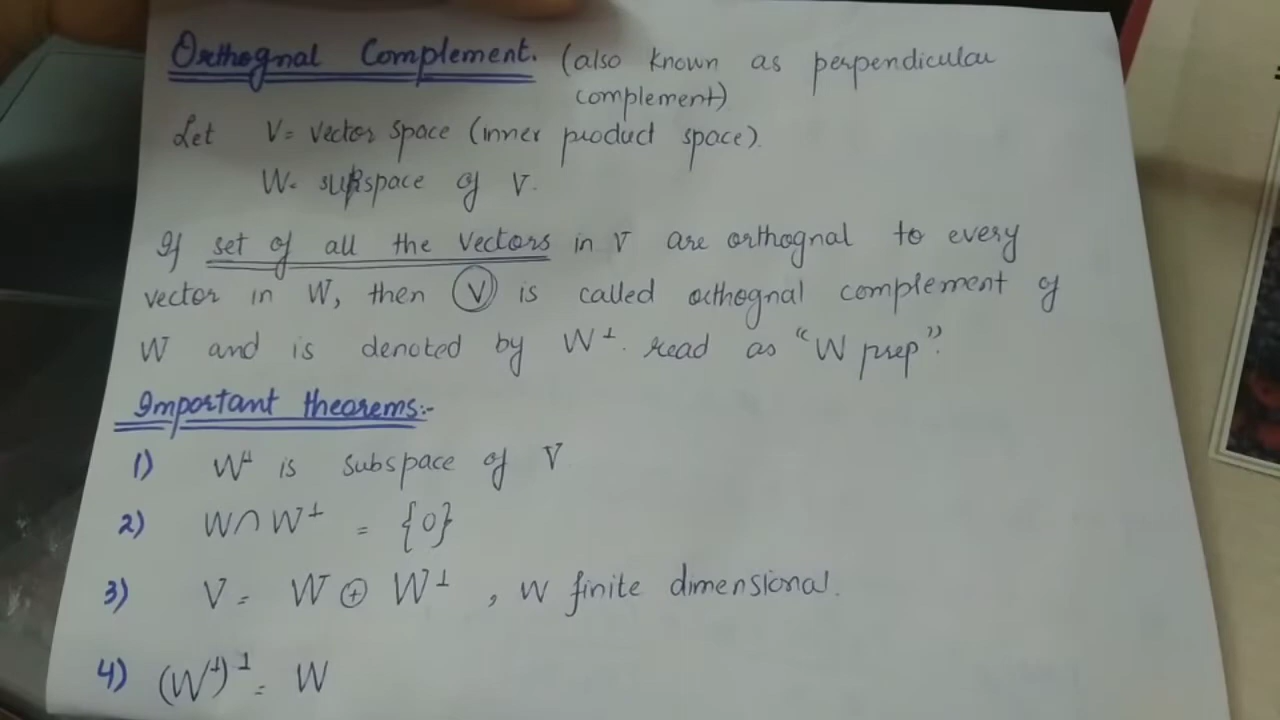 Orthognal Complement. (also known as perpendicular
complement)
Let V= vector space (inner product space).
W= subspace of V.
If set of all the vectors in V are orthognal to every
vector in W, then V is called orthognal complement of
W and is denoted by W⊥. read as "W prep".
Important theorems:-
1) W⊥ is subspace of V
2) W∩W⊥ = {0}
3) V= W⊕W⊥, W finite dimensional.
4) (W⊥)⊥= W